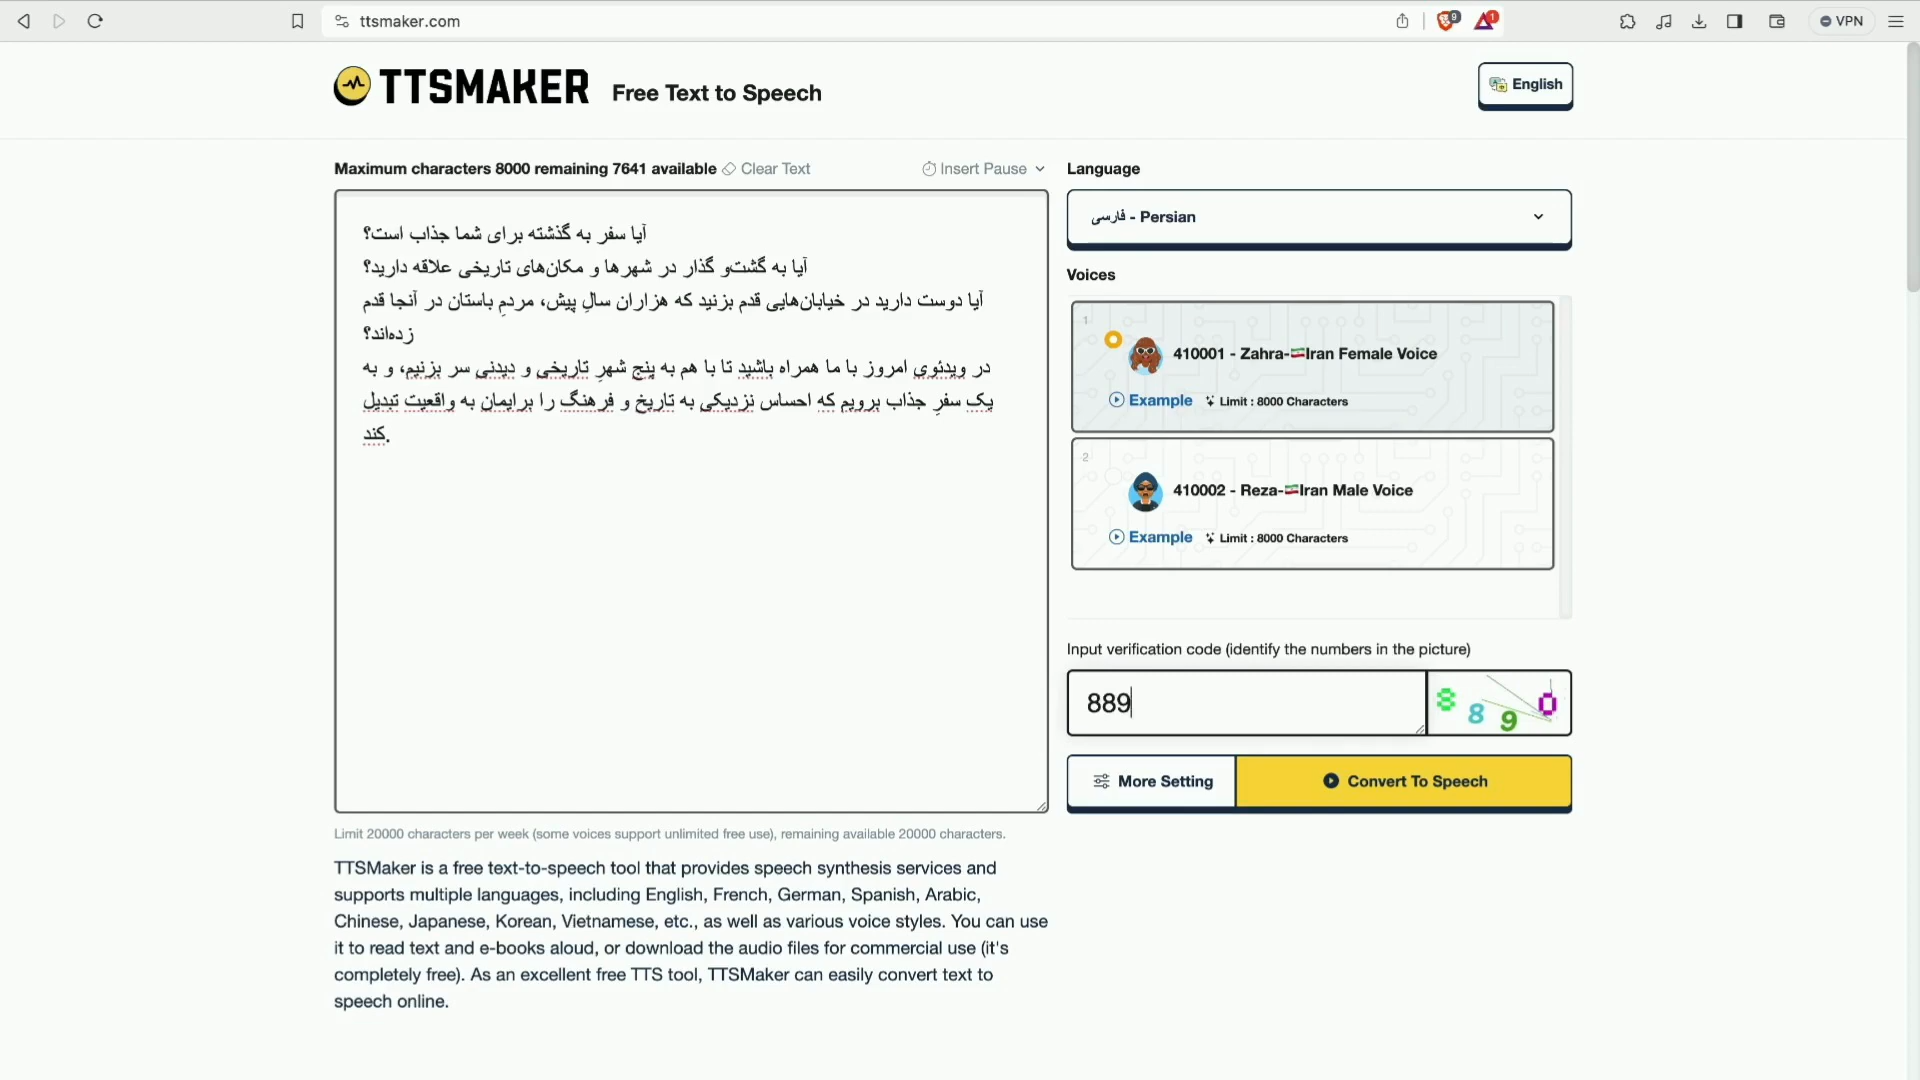 ttsmaker.com
9
1
VPN
TTSMAKER Free Text to Speech
English
Maximum characters 8000 remaining 7641 available Clear Text
Insert Pause
آیا سفر به گذشته برای شما جذاب است؟
آیا به گشت‌و گذار در شهرها و مکان‌های تاریخی علاقه دارید؟
آیا دوست دارید در خیابان‌هایی قدم بزنید که هزاران سالِ پیش، مردمِ باستان در آنجا قدم
زده‌اند؟
در ویدئوی امروز با ما همراه باشید تا با هم به پنج شهرِ تاریخی و دیدنی سر بزنیم، و به
یک سفرِ جذاب برویم که احساس نزدیکی به تاریخ و فرهنگ را برایمان به واقعیت تبدیل
کند.
Limit 20000 characters per week (some voices support unlimited free use), remaining available 20000 characters.
TTSMaker is a free text-to-speech tool that provides speech synthesis services and
supports multiple languages, including English, French, German, Spanish, Arabic,
Chinese, Japanese, Korean, Vietnamese, etc., as well as various voice styles. You can use
it to read text and e-books aloud, or download the audio files for commercial use (it's
completely free). As an excellent free TTS tool, TTSMaker can easily convert text to
speech online.
Language
فارسی - Persian
Voices
1
410001 - Zahra-🇮🇷Iran Female Voice
Example Limit : 8000 Characters
2
410002 - Reza-🇮🇷Iran Male Voice
Example Limit : 8000 Characters
Input verification code (identify the numbers in the picture)
889
8 8 9 0
More Setting
Convert To Speech